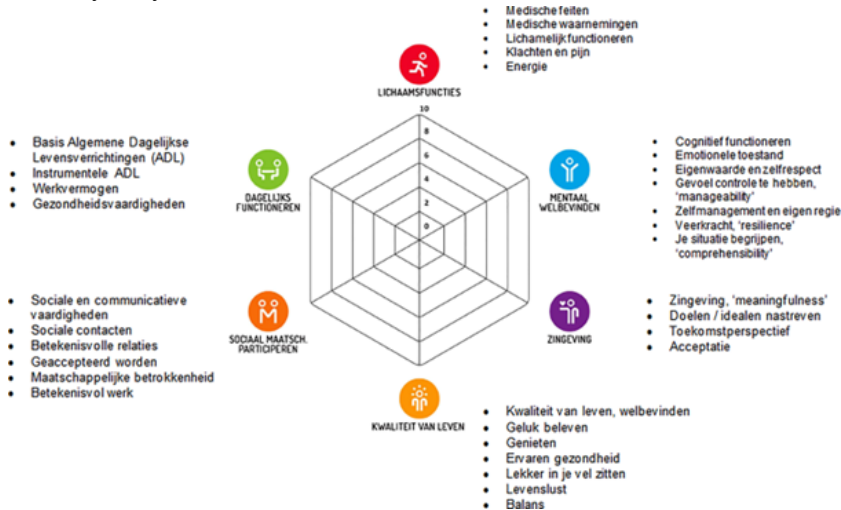 • Medische feiten
• Medische waarnemingen
• Lichamelijk functioneren
• Klachten en pijn
• Energie
LICHAAMSFUNCTIES
10
8
6
4
2
0
• Basis Algemene Dagelijkse
Levensverrichtingen (ADL)
• Instrumentele ADL
• Werkvermogen
• Gezondheidsvaardigheden
DAGELIJKS
FUNCTIONEREN
MENTAAL
WELBEVINDEN
• Cognitief functioneren
• Emotionele toestand
• Eigenwaarde en zelfrespect
• Gevoel controle te hebben,
‘manageability’
• Zelfmanagement en eigen regie
• Veerkracht, ‘resilience’
• Je situatie begrijpen,
‘comprehensibility’
• Sociale en communicatieve
vaardigheden
• Sociale contacten
• Betekenisvolle relaties
• Geaccepteerd worden
• Maatschappelijke betrokkenheid
• Betekenisvol werk
SOCIAAL MAATSCH.
PARTICIPEREN
ZINGEVING
• Zingeving, ‘meaningfulness’
• Doelen / idealen nastreven
• Toekomstperspectief
• Acceptatie
KWALITEIT VAN LEVEN
• Kwaliteit van leven, welbevinden
• Geluk beleven
• Genieten
• Ervaren gezondheid
• Lekker in je vel zitten
• Levenslust
• Balans